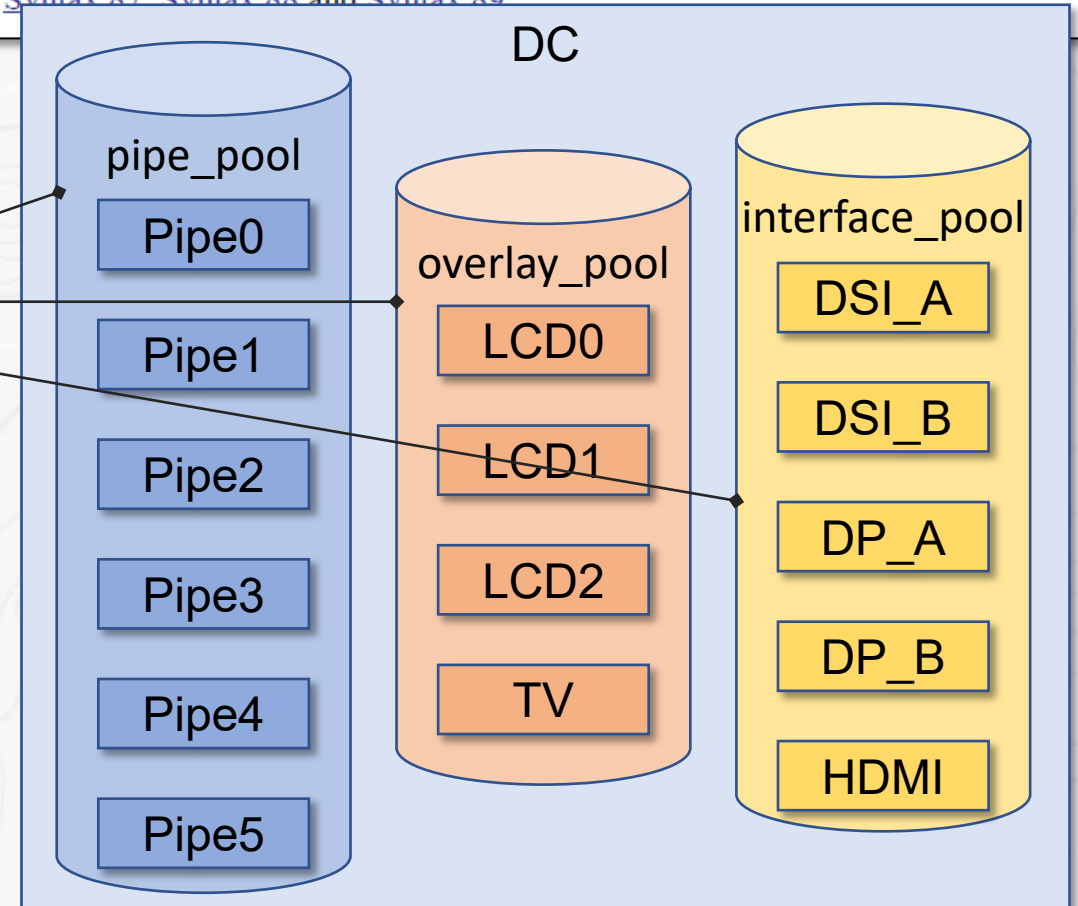 DC
pipe_pool
Pipe0
Pipe1
Pipe2
Pipe3
Pipe4
Pipe5
overlay_pool
LCD0
LCD1
LCD2
TV
interface_pool
DSI_A
DSI_B
DP_A
DP_B
HDMI